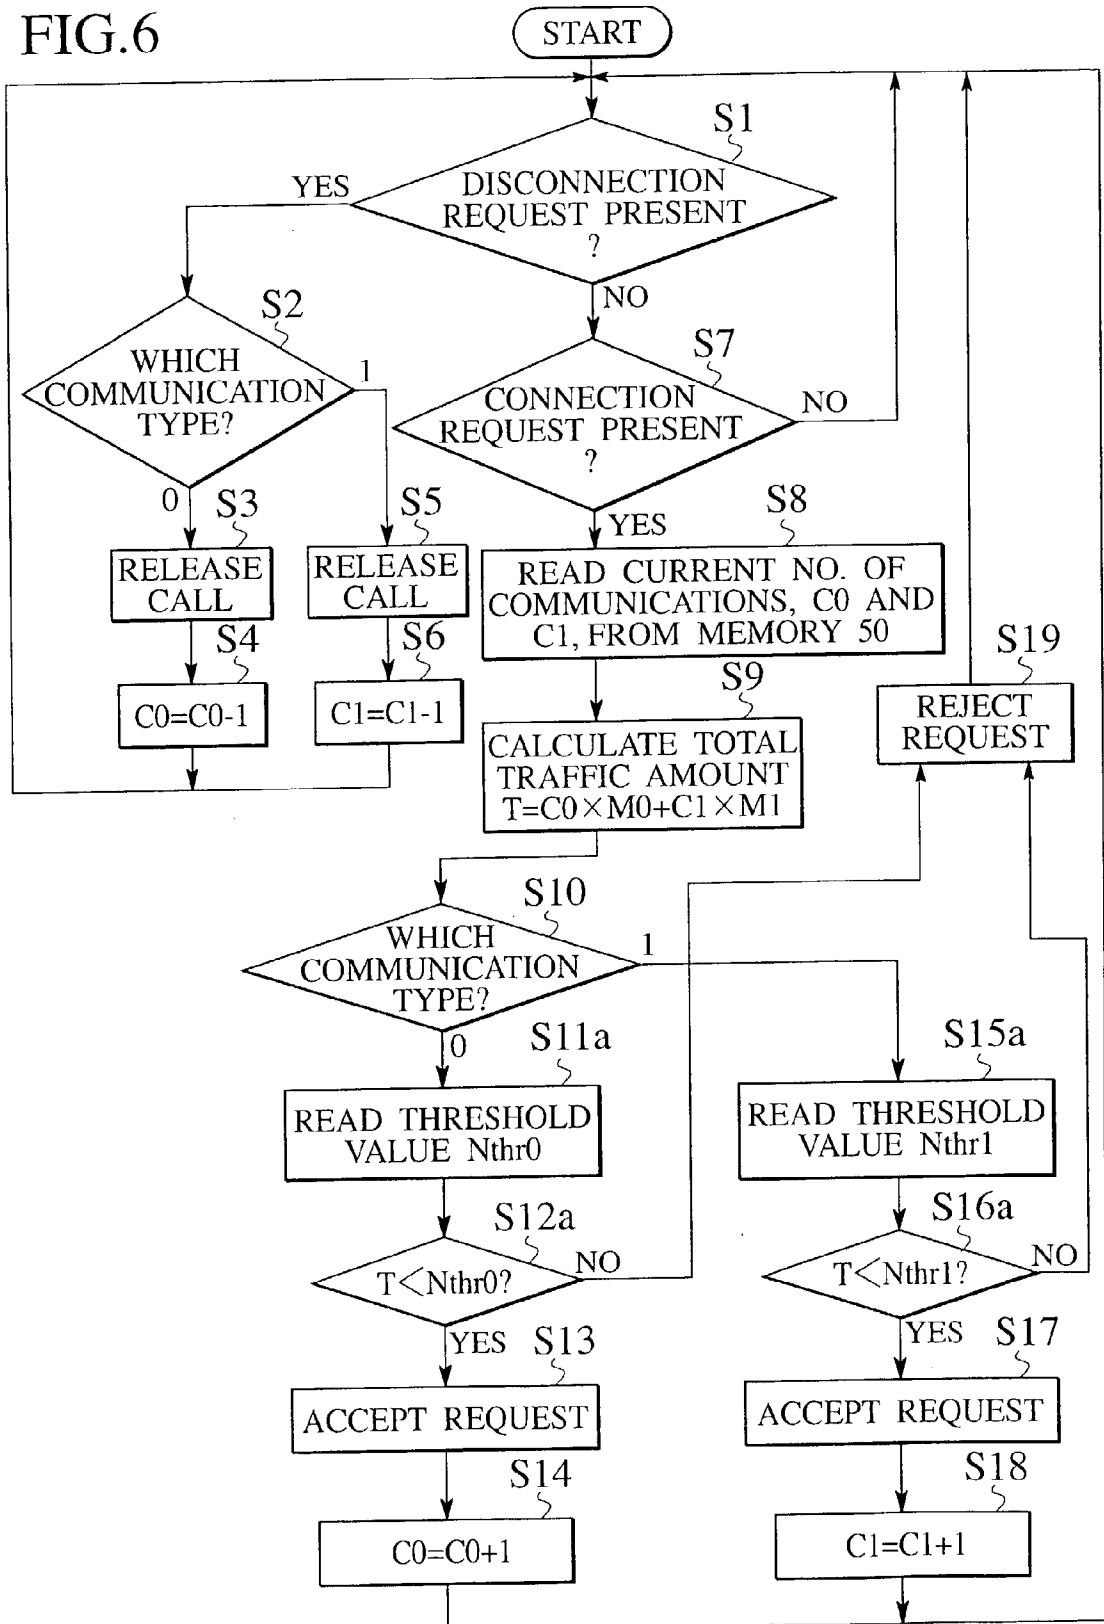 FIG.6
START
S1
YES
DISCONNECTION
REQUEST PRESENT
?
NO
S2
WHICH
COMMUNICATION
TYPE?
1
0
S7
CONNECTION
REQUEST PRESENT
?
NO
YES
S3
RELEASE
CALL
S5
RELEASE
CALL
S8
READ CURRENT NO. OF
COMMUNICATIONS, C0 AND
C1, FROM MEMORY 50
S4
C0=C0-1
S6
C1=C1-1
S9
CALCULATE TOTAL
TRAFFIC AMOUNT
T=C0×M0+C1×M1
S19
REJECT
REQUEST
S10
WHICH
COMMUNICATION
TYPE?
1
0
S11a
READ THRESHOLD
VALUE Nthr0
S15a
READ THRESHOLD
VALUE Nthr1
S12a
T<Nthr0?
NO
YES
S16a
T<Nthr1?
NO
YES
S13
ACCEPT REQUEST
S17
ACCEPT REQUEST
S14
C0=C0+1
S18
C1=C1+1